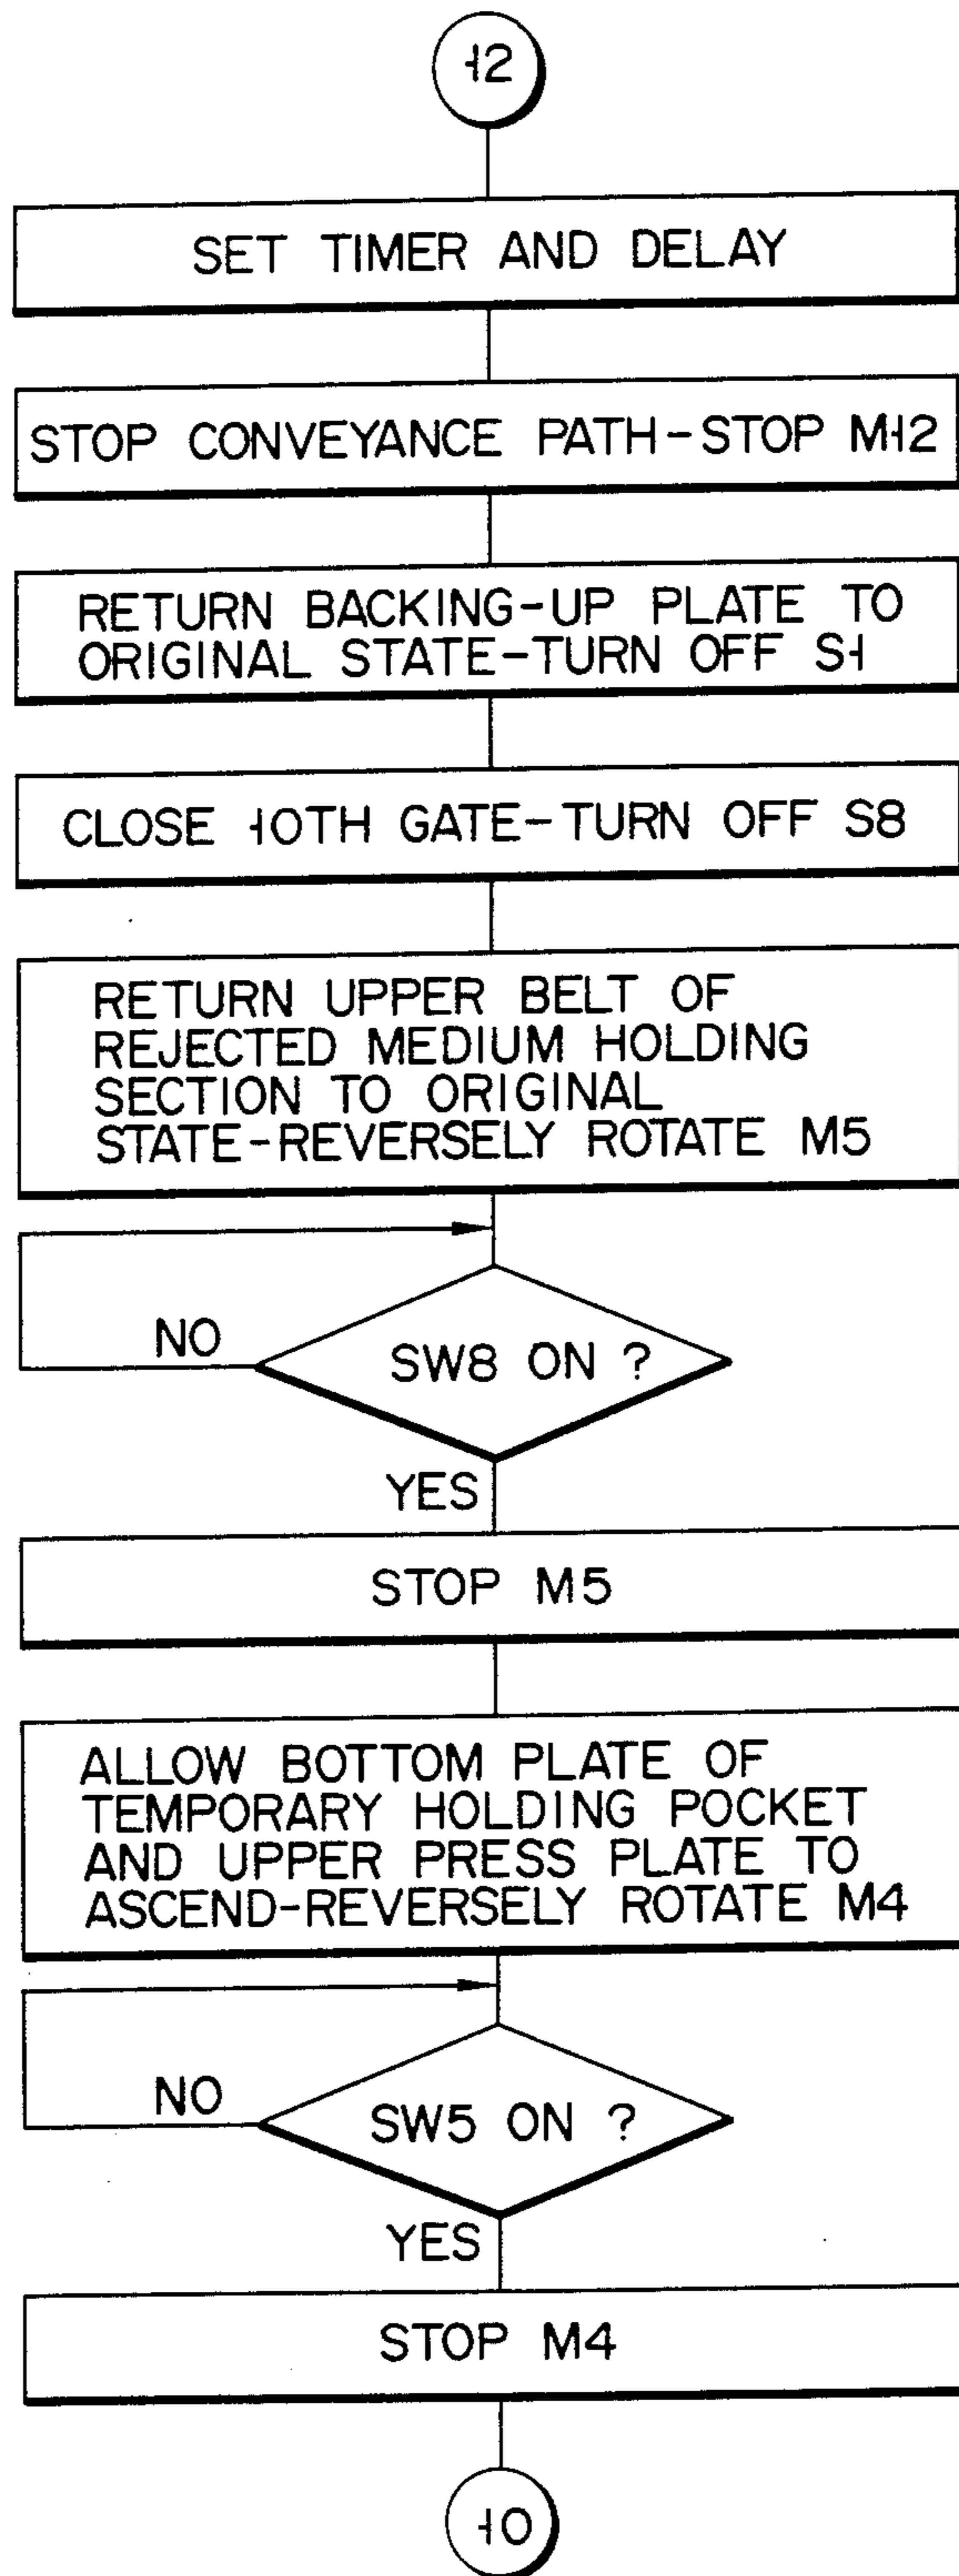 12
SET TIMER AND DELAY
STOP CONVEYANCE PATH-STOP M12
RETURN BACKING-UP PLATE TO
ORIGINAL STATE-TURN OFF S1
CLOSE 10TH GATE-TURN OFF S8
RETURN UPPER BELT OF
REJECTED MEDIUM HOLDING
SECTION TO ORIGINAL
STATE-REVERSELY ROTATE M5
NO
SW8 ON ?
YES
STOP M5
ALLOW BOTTOM PLATE OF
TEMPORARY HOLDING POCKET
AND UPPER PRESS PLATE TO
ASCEND-REVERSELY ROTATE M4
NO
SW5 ON ?
YES
STOP M4
10